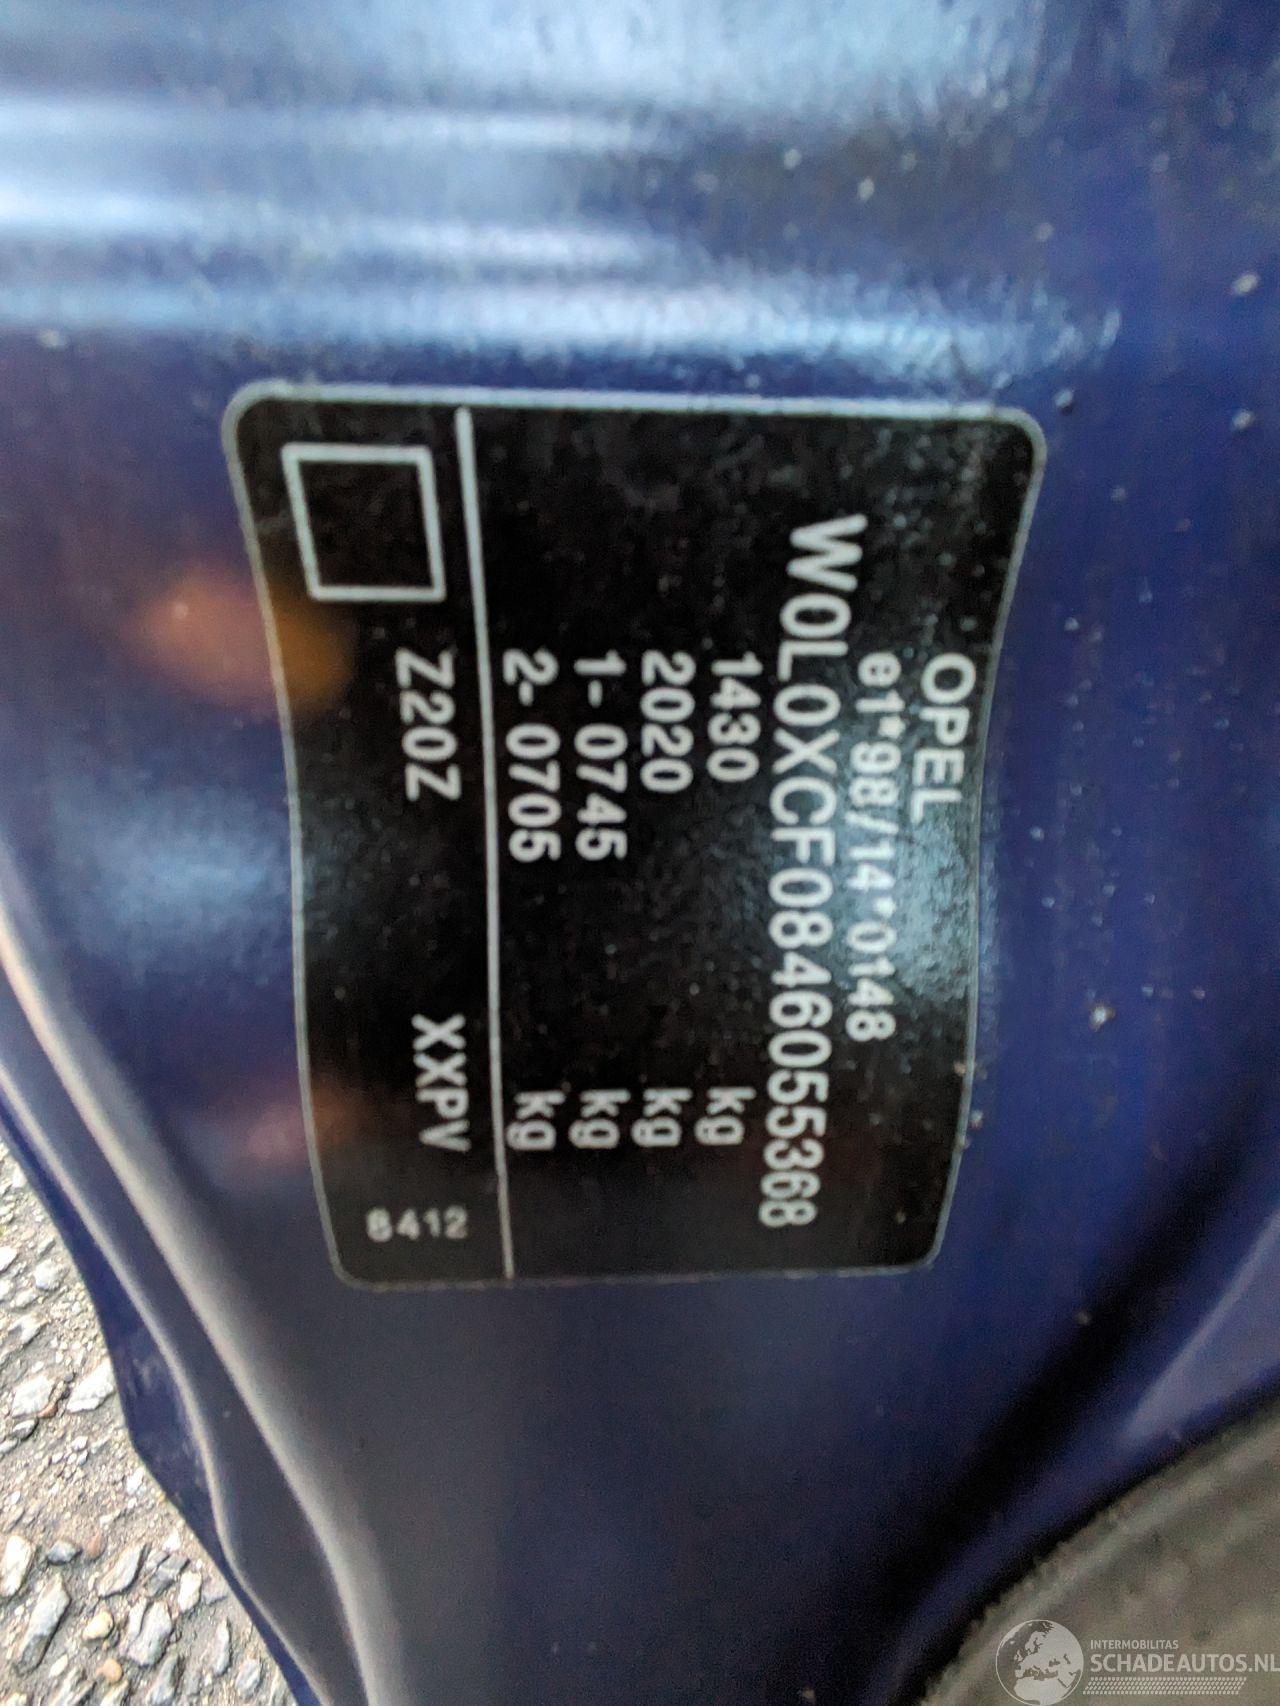 OPEL
e1*98/14*0148
W0L0XCF0846055368
1430 kg
2020 kg
1- 0745 kg
2- 0705 kg
Z20Z XXPV
8412
INTERMOBILITAS
SCHADEAUTOS.NL